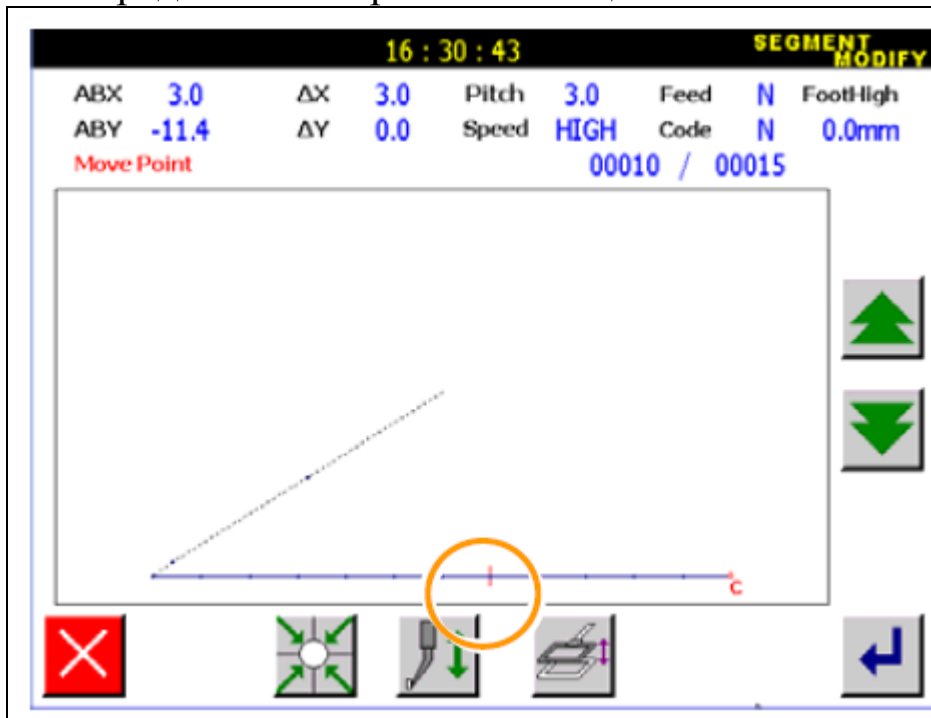 16 : 30 : 43
SEGMENT
MODIFY
ABX 3.0 ΔX 3.0 Pitch 3.0 Feed N FootHigh
ABY -11.4 ΔY 0.0 Speed HIGH Code N 0.0mm
Move Point 00010 / 00015
C